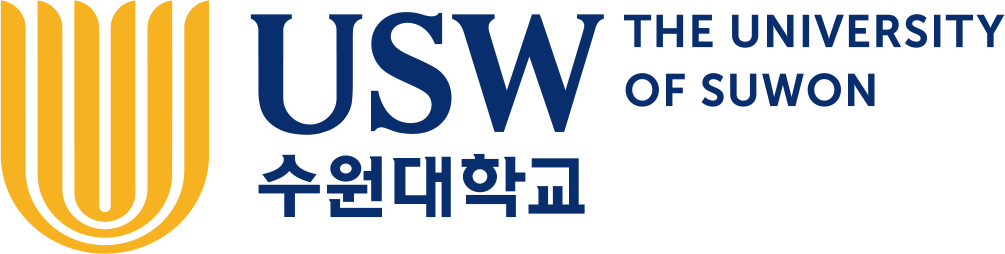 USW
수원대학교
THE UNIVERSITY
OF SUWON